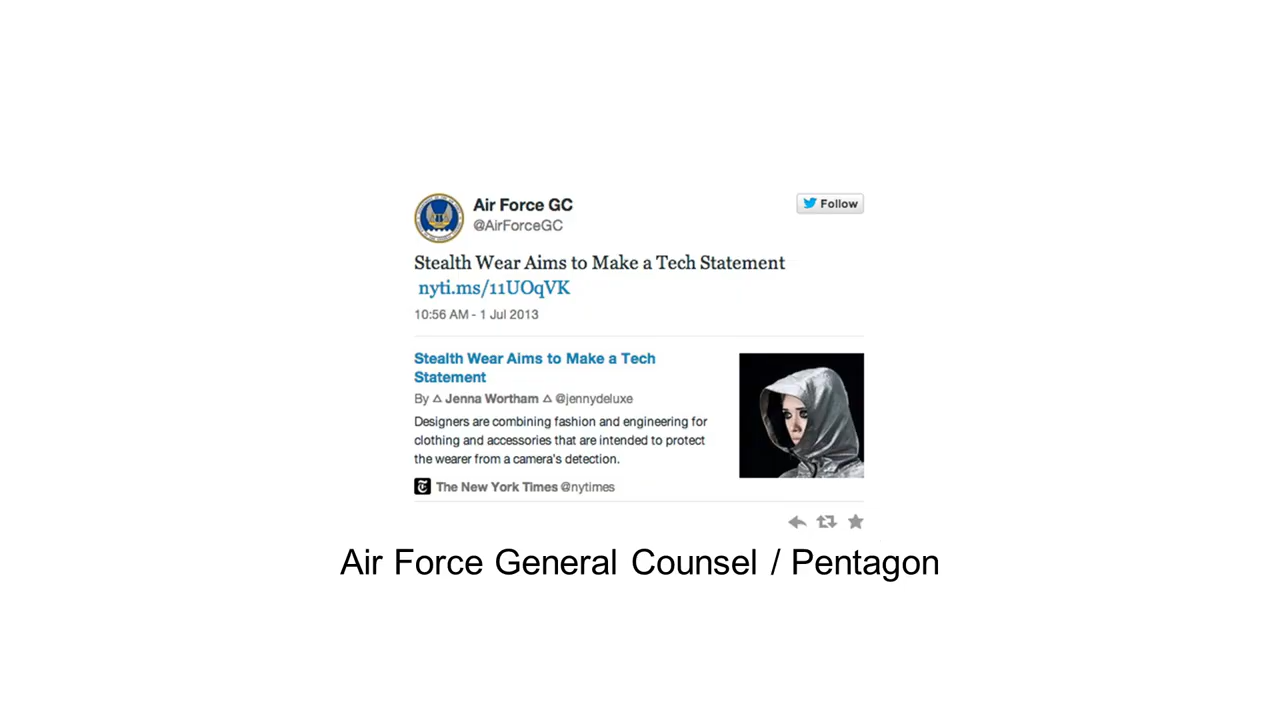 Air Force GC
@AirForceGC
Follow
Stealth Wear Aims to Make a Tech Statement
nyti.ms/11UOqVK
10:56 AM - 1 Jul 2013
Stealth Wear Aims to Make a Tech
Statement
By △ Jenna Wortham △ @jennydeluxe
Designers are combining fashion and engineering for
clothing and accessories that are intended to protect
the wearer from a camera's detection.
The New York Times @nytimes
Air Force General Counsel / Pentagon